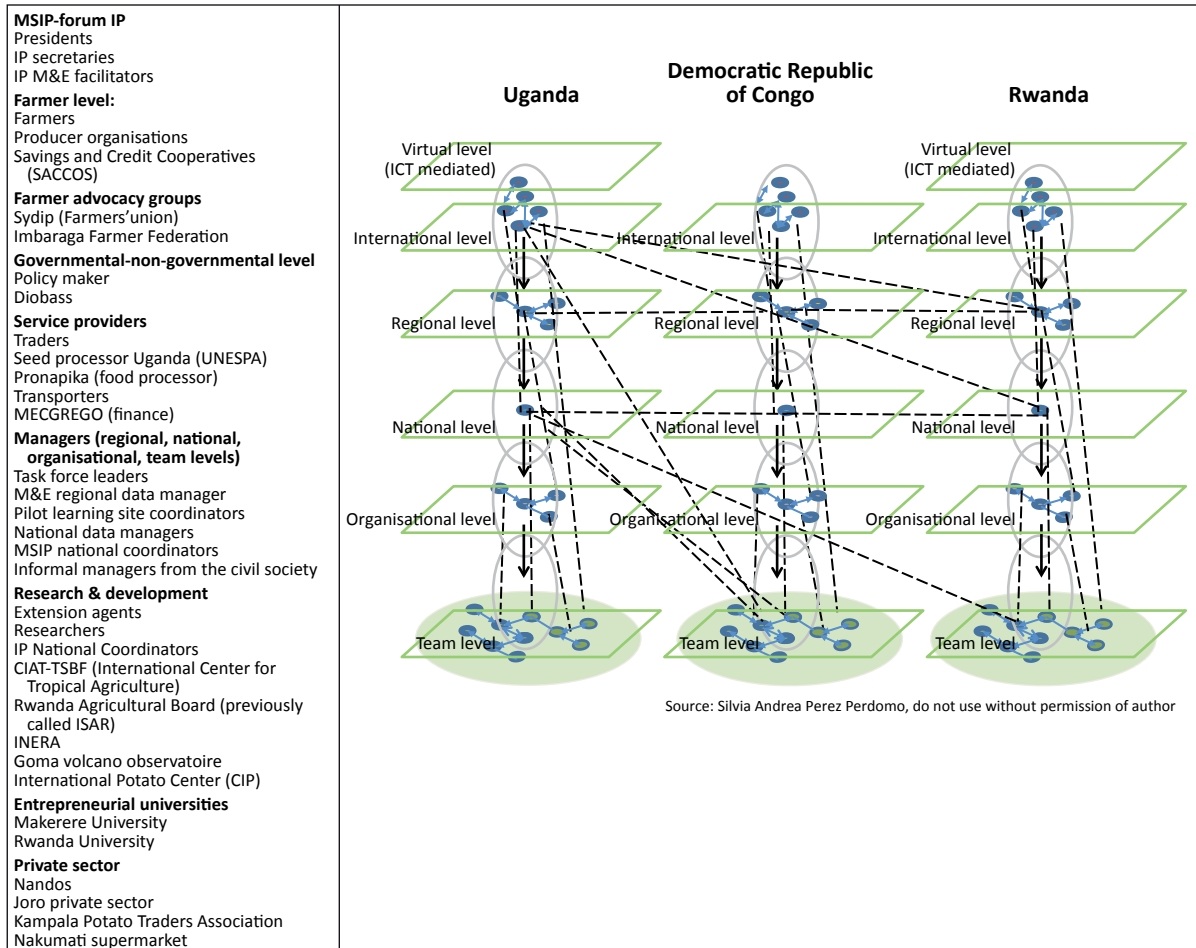 MSIP-forum IP
Presidents
IP secretaries
IP M&E facilitators
Farmer level:
Farmers
Producer organisations
Savings and Credit Cooperatives
(SACCOS)
Farmer advocacy groups
Sydip (Farmers'union)
Imbaraga Farmer Federation
Governmental-non-governmental level
Policy maker
Diobass
Service providers
Traders
Seed processor Uganda (UNESPA)
Pronapika (food processor)
Transporters
MECGREGO (finance)
Managers (regional, national,
organisational, team levels)
Task force leaders
M&E regional data manager
Pilot learning site coordinators
National data managers
MSIP national coordinators
Informal managers from the civil society
Research & development
Extension agents
Researchers
IP National Coordinators
CIAT-TSBF (International Center for
Tropical Agriculture)
Rwanda Agricultural Board (previously
called ISAR)
INERA
Goma volcano observatoire
International Potato Center (CIP)
Entrepreneurial universities
Makerere University
Rwanda University
Private sector
Nandos
Joro private sector
Kampala Potato Traders Association
Nakumati supermarket
Uganda
Virtual level
(ICT mediated)
International level
Regional level
National level
Organisational level
Team level
Democratic Republic
of Congo
International level
Regional level
National level
Organisational level
Team level
Rwanda
Virtual level
(ICT mediated)
International level
Regional level
National level
Organisational level
Team level
Source: Silvia Andrea Perez Perdomo, do not use without permission of author